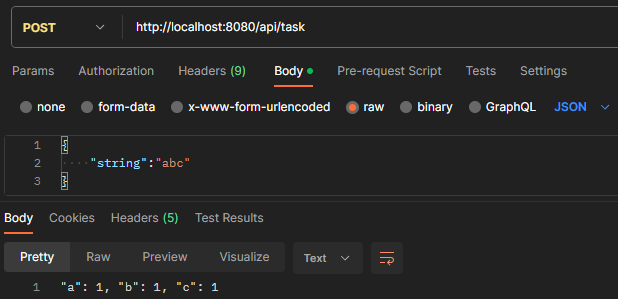 POST http://localhost:8080/api/task
Params Authorization Headers (9) Body Pre-request Script Tests Settings
none form-data x-www-form-urlencoded raw binary GraphQL JSON
1 {
2 ····"string":"abc"
3 }
Body Cookies Headers (5) Test Results
Pretty Raw Preview Visualize Text
1 "a": 1, "b": 1, "c": 1